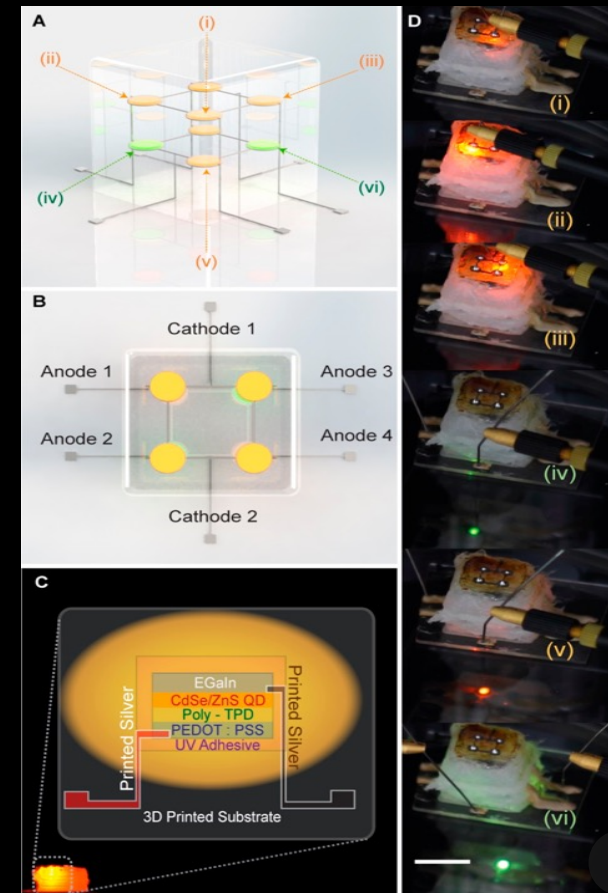 A
(i)
(ii)
(iii)
(iv)
(vi)
(v)
B
Cathode 1
Anode 1
Anode 3
Anode 2
Anode 4
Cathode 2
C
EGaIn
CdSe/ZnS QD
Poly - TPD
PEDOT : PSS
UV Adhesive
Printed Silver
Printed Silver
3D Printed Substrate
D
(i)
(ii)
(iii)
(iv)
(v)
(vi)